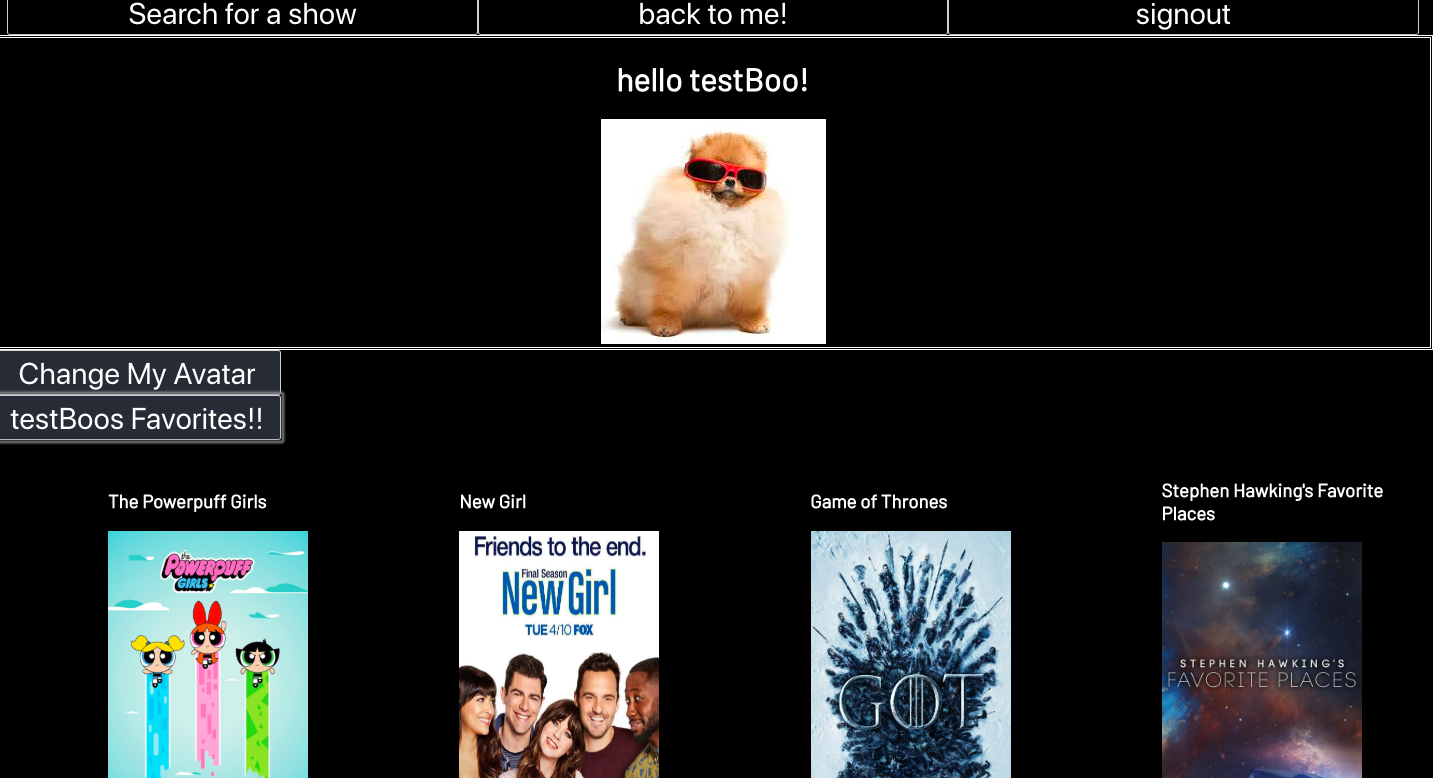 Search for a show
back to me!
signout
hello testBoo!
Change My Avatar
testBoos Favorites!!
The Powerpuff Girls
New Girl
Game of Thrones
Stephen Hawking's Favorite
Places
the
POWERPUFF
GIRLS
Friends to the end.
Final Season
New Girl
TUE 4/10 FOX
GOT
STEPHEN HAWKING'S
FAVORITE PLACES